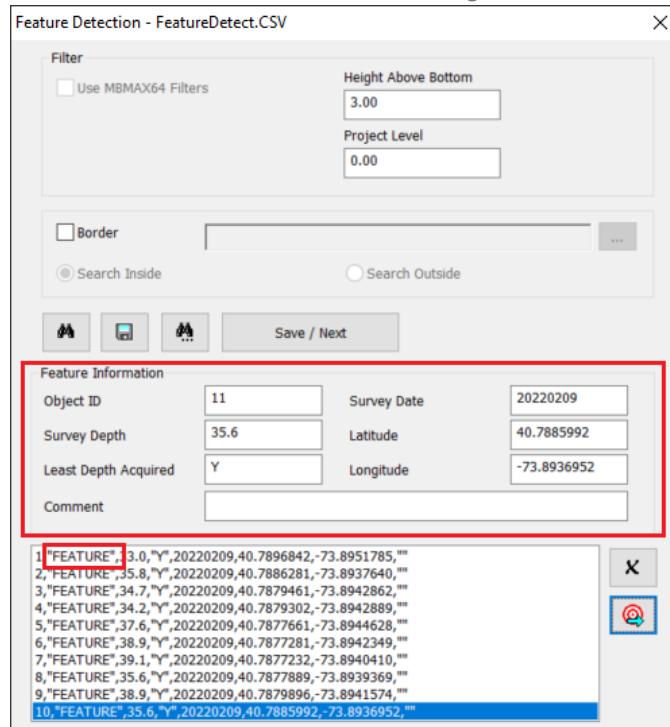 Feature Detection - FeatureDetect.CSV
Filter
Use MBMAX64 Filters
Height Above Bottom
3.00
Project Level
0.00
Border
...
Search Inside
Search Outside
Save / Next
Feature Information
Object ID
11
Survey Date
20220209
Survey Depth
35.6
Latitude
40.7885992
Least Depth Acquired
Y
Longitude
-73.8936952
Comment
1,"FEATURE",33.0,"Y",20220209,40.7896842,-73.8951785,""
2,"FEATURE",35.8,"Y",20220209,40.7886281,-73.8937640,""
3,"FEATURE",34.7,"Y",20220209,40.7879461,-73.8942862,""
4,"FEATURE",34.2,"Y",20220209,40.7879302,-73.8942889,""
5,"FEATURE",37.6,"Y",20220209,40.7877661,-73.8944628,""
6,"FEATURE",38.9,"Y",20220209,40.7877281,-73.8942349,""
7,"FEATURE",39.1,"Y",20220209,40.7877232,-73.8940410,""
8,"FEATURE",35.6,"Y",20220209,40.7877889,-73.8939369,""
9,"FEATURE",38.9,"Y",20220209,40.7879896,-73.8941574,""
10,"FEATURE",35.6,"Y",20220209,40.7885992,-73.8936952,""